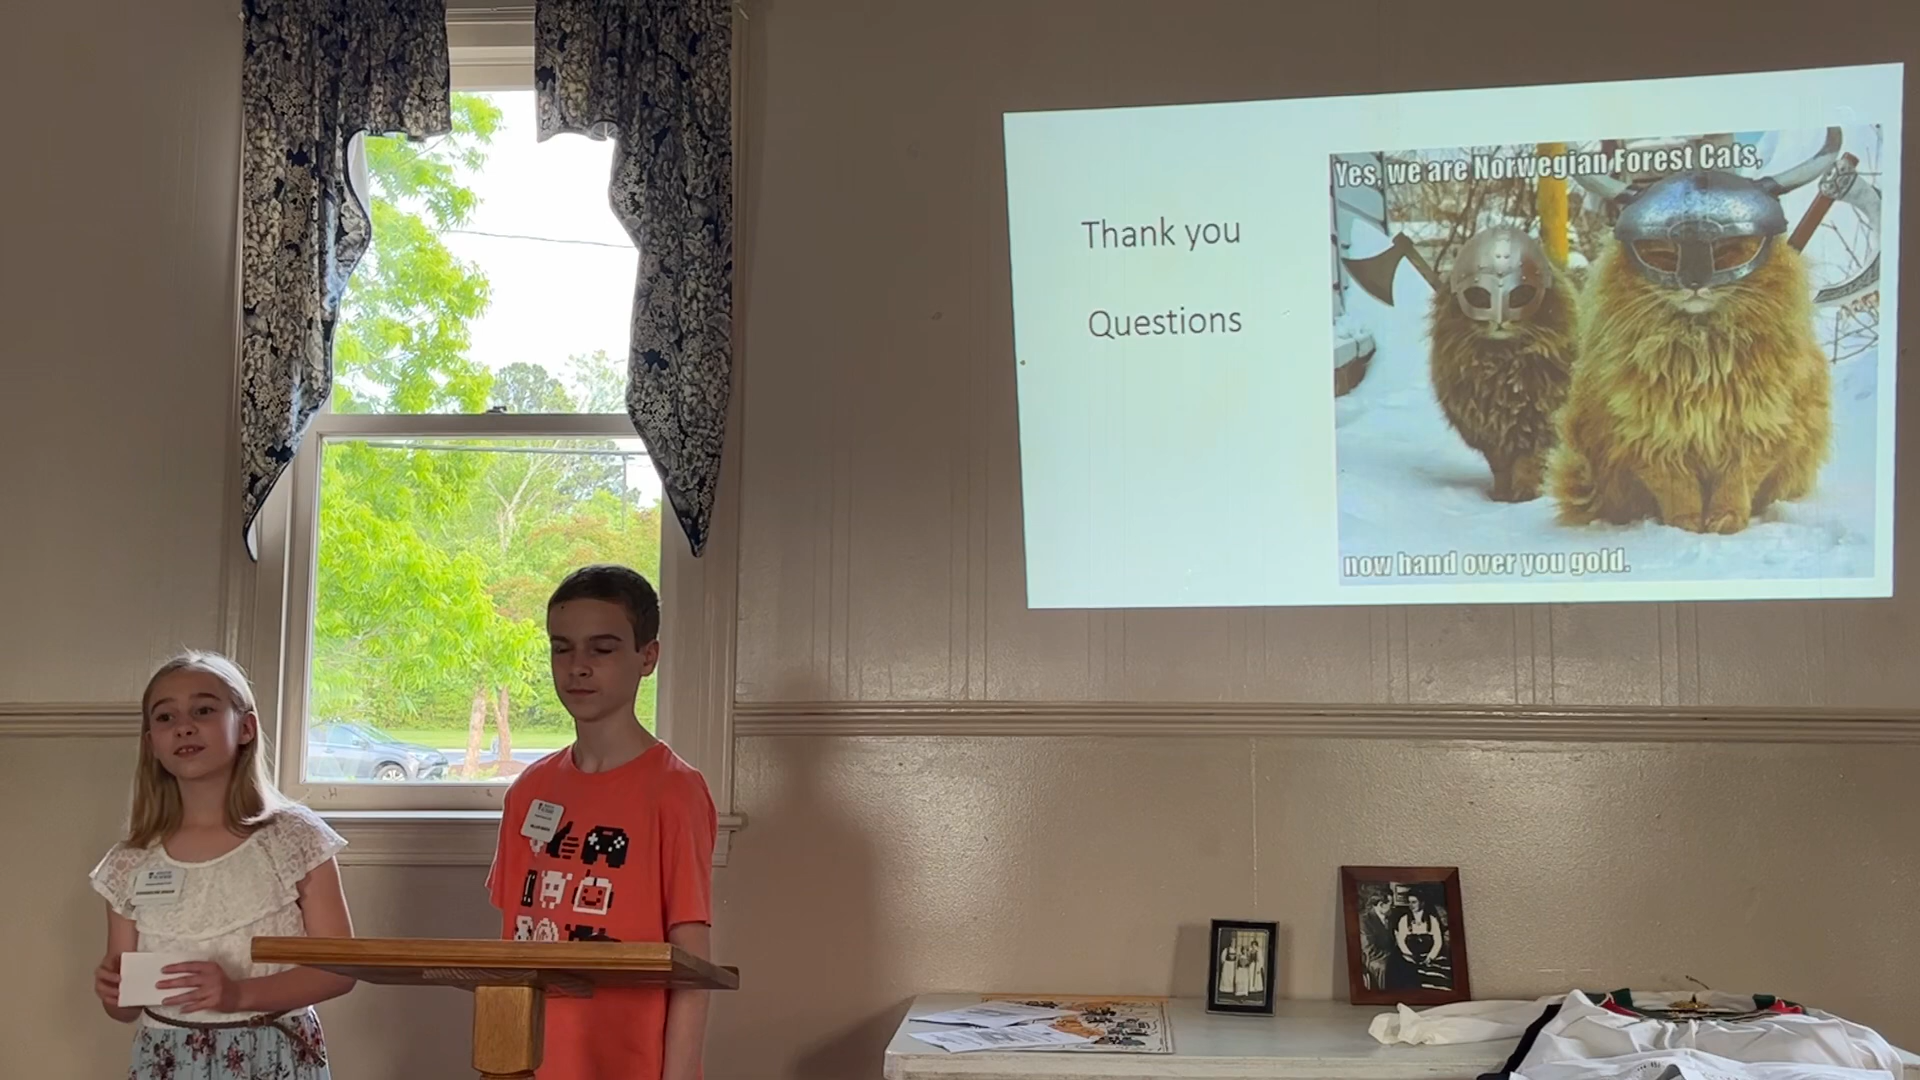 Thank you
Questions
Yes, we are Norwegian Forest Cats,
now hand over you gold.